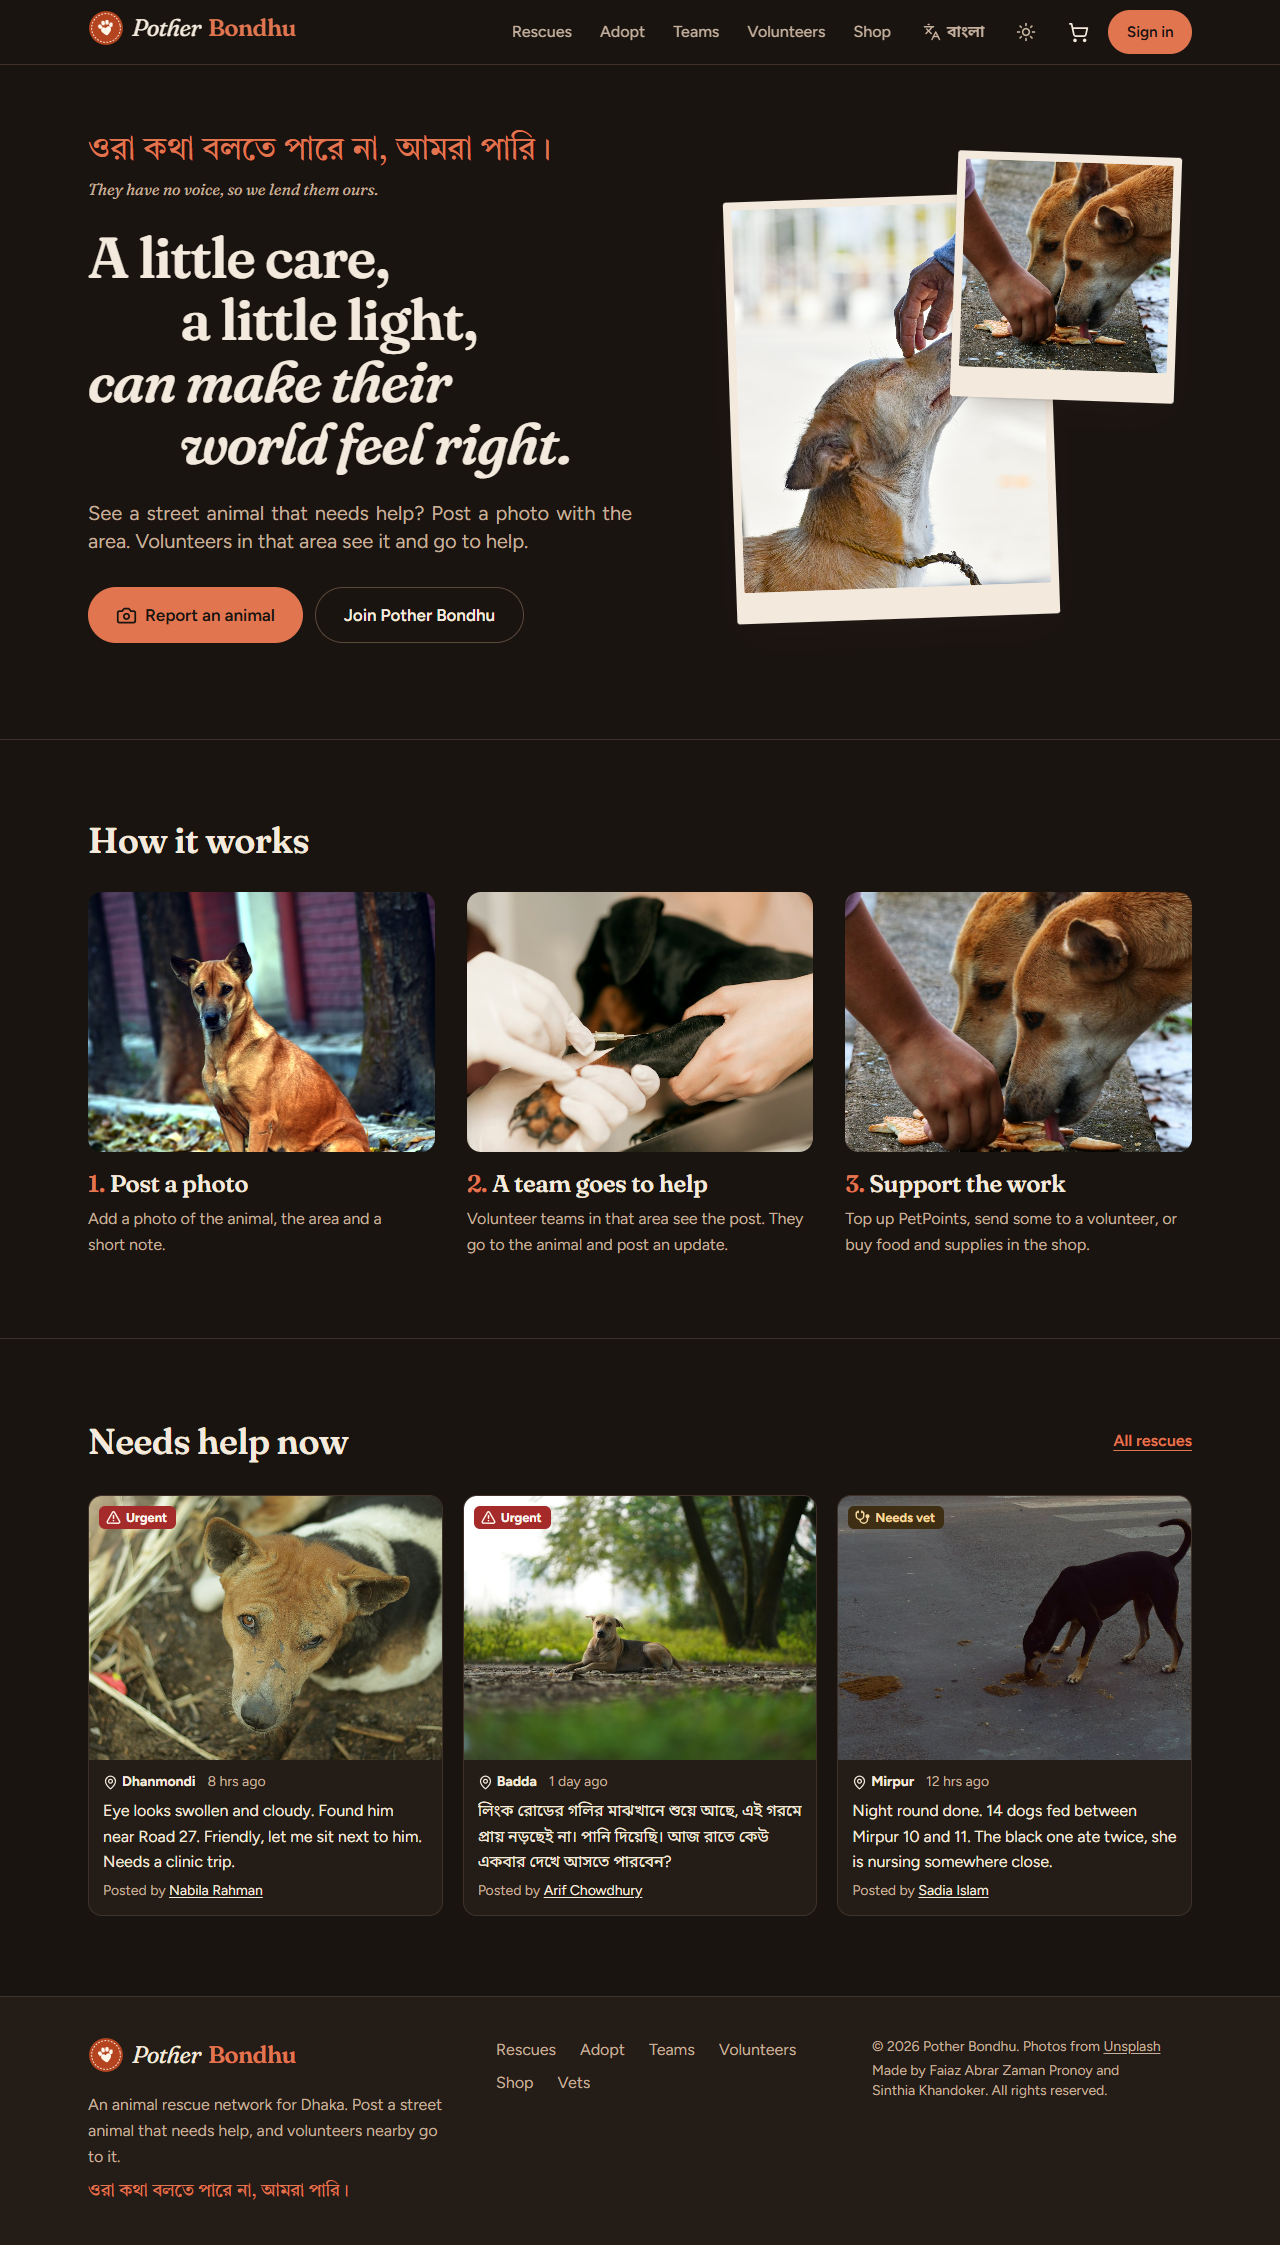 Pother Bondhu
Rescues Adopt Teams Volunteers Shop বাংলা Sign in
ওরা কথা বলতে পারে না, আমরা পারি।
They have no voice, so we lend them ours.
A little care,
a little light,
can make their
world feel right.
See a street animal that needs help? Post a photo with the
area. Volunteers in that area see it and go to help.
Report an animal Join Pother Bondhu
How it works
1. Post a photo
Add a photo of the animal, the area and a
short note.
2. A team goes to help
Volunteer teams in that area see the post. They
go to the animal and post an update.
3. Support the work
Top up PetPoints, send some to a volunteer, or
buy food and supplies in the shop.
Needs help now
All rescues
Urgent
Dhanmondi 8 hrs ago
Eye looks swollen and cloudy. Found him
near Road 27. Friendly, let me sit next to him.
Needs a clinic trip.
Posted by Nabila Rahman
Urgent
Badda 1 day ago
লিংক রোডের গলির মাঝখানে শুয়ে আছে, এই গরমে
প্রায় নড়ছেই না। পানি দিয়েছি। আজ রাতে কেউ
একবার দেখে আসতে পারবেন?
Posted by Arif Chowdhury
Needs vet
Mirpur 12 hrs ago
Night round done. 14 dogs fed between
Mirpur 10 and 11. The black one ate twice, she
is nursing somewhere close.
Posted by Sadia Islam
Pother Bondhu
An animal rescue network for Dhaka. Post a street
animal that needs help, and volunteers nearby go
to it.
ওরা কথা বলতে পারে না, আমরা পারি।
Rescues Adopt Teams Volunteers
Shop Vets
© 2026 Pother Bondhu. Photos from Unsplash
Made by Faiaz Abrar Zaman Pronoy and
Sinthia Khandoker. All rights reserved.